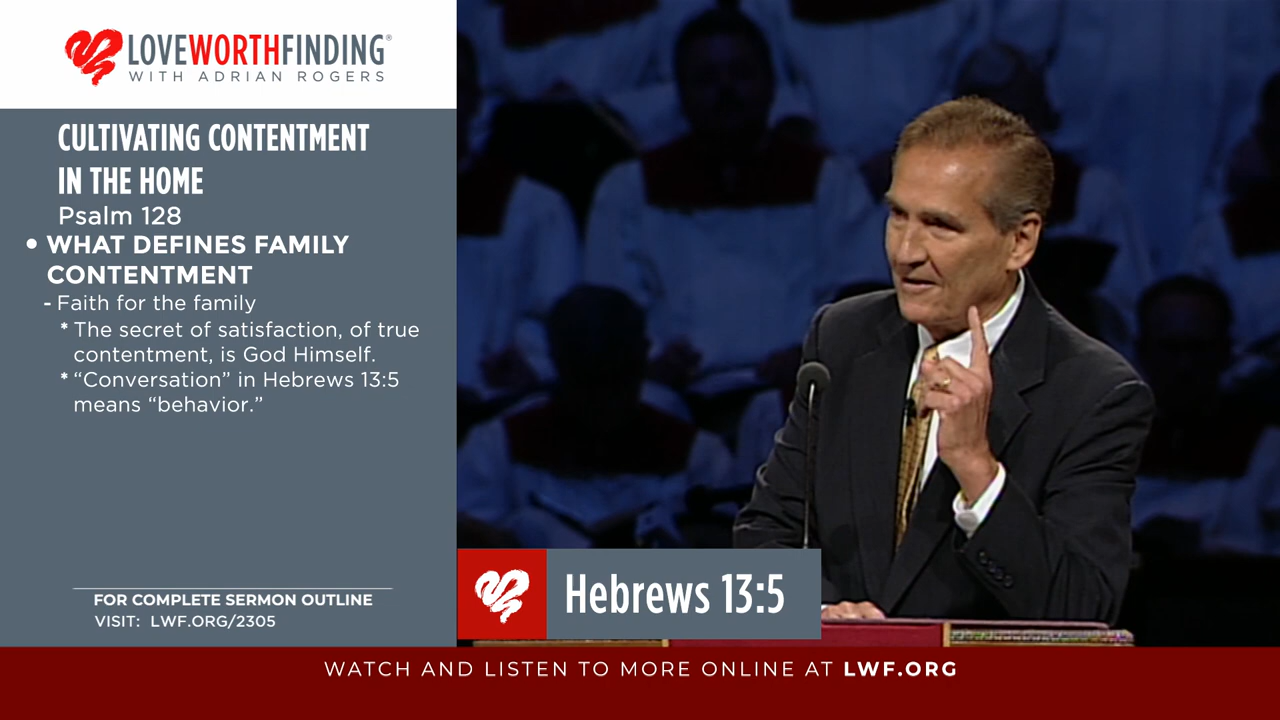 LOVEWORTHFINDING®
WITH ADRIAN ROGERS
CULTIVATING CONTENTMENT
IN THE HOME
Psalm 128
• WHAT DEFINES FAMILY
CONTENTMENT
- Faith for the family
* The secret of satisfaction, of true
contentment, is God Himself.
* “Conversation” in Hebrews 13:5
means “behavior.”
FOR COMPLETE SERMON OUTLINE
VISIT: LWF.ORG/2305
Hebrews 13:5
WATCH AND LISTEN TO MORE ONLINE AT LWF.ORG